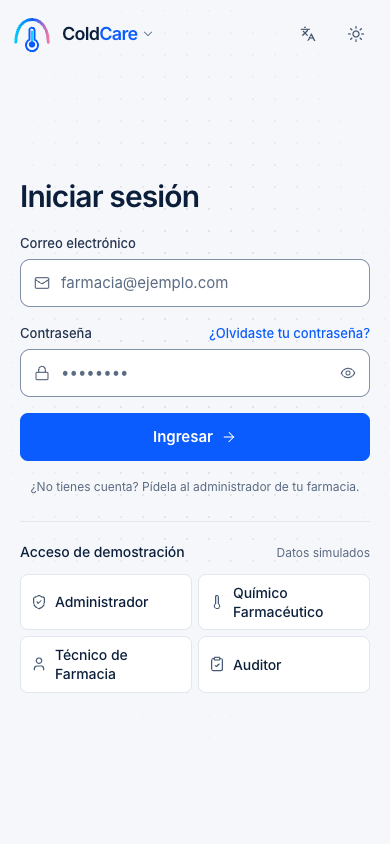 ColdCare
Iniciar sesión
Correo electrónico
farmacia@ejemplo.com
Contraseña
¿Olvidaste tu contraseña?
••••••••
Ingresar
¿No tienes cuenta? Pídela al administrador de tu farmacia.
Acceso de demostración
Datos simulados
Administrador
Químico
Farmacéutico
Técnico de
Farmacia
Auditor